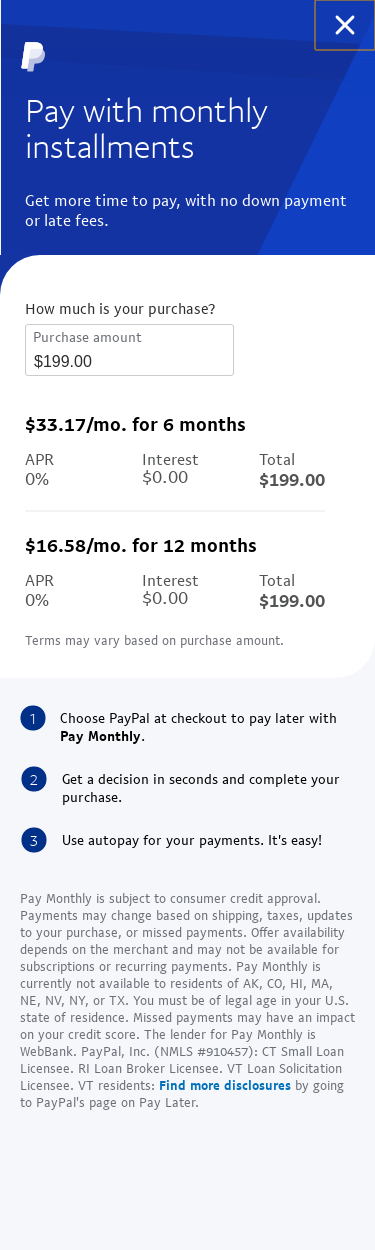 Pay with monthly
installments
Get more time to pay, with no down payment
or late fees.
How much is your purchase?
Purchase amount
$199.00
$33.17/mo. for 6 months
APR Interest Total
0% $0.00 $199.00
$16.58/mo. for 12 months
APR Interest Total
0% $0.00 $199.00
Terms may vary based on purchase amount.
1 Choose PayPal at checkout to pay later with
Pay Monthly.
2 Get a decision in seconds and complete your
purchase.
3 Use autopay for your payments. It's easy!
Pay Monthly is subject to consumer credit approval.
Payments may change based on shipping, taxes, updates
to your purchase, or missed payments. Offer availability
depends on the merchant and may not be available for
subscriptions or recurring payments. Pay Monthly is
currently not available to residents of AK, CO, HI, MA,
NE, NV, NY, or TX. You must be of legal age in your U.S.
state of residence. Missed payments may have an impact
on your credit score. The lender for Pay Monthly is
WebBank. PayPal, Inc. (NMLS #910457): CT Small Loan
Licensee. RI Loan Broker Licensee. VT Loan Solicitation
Licensee. VT residents: Find more disclosures by going
to PayPal's page on Pay Later.